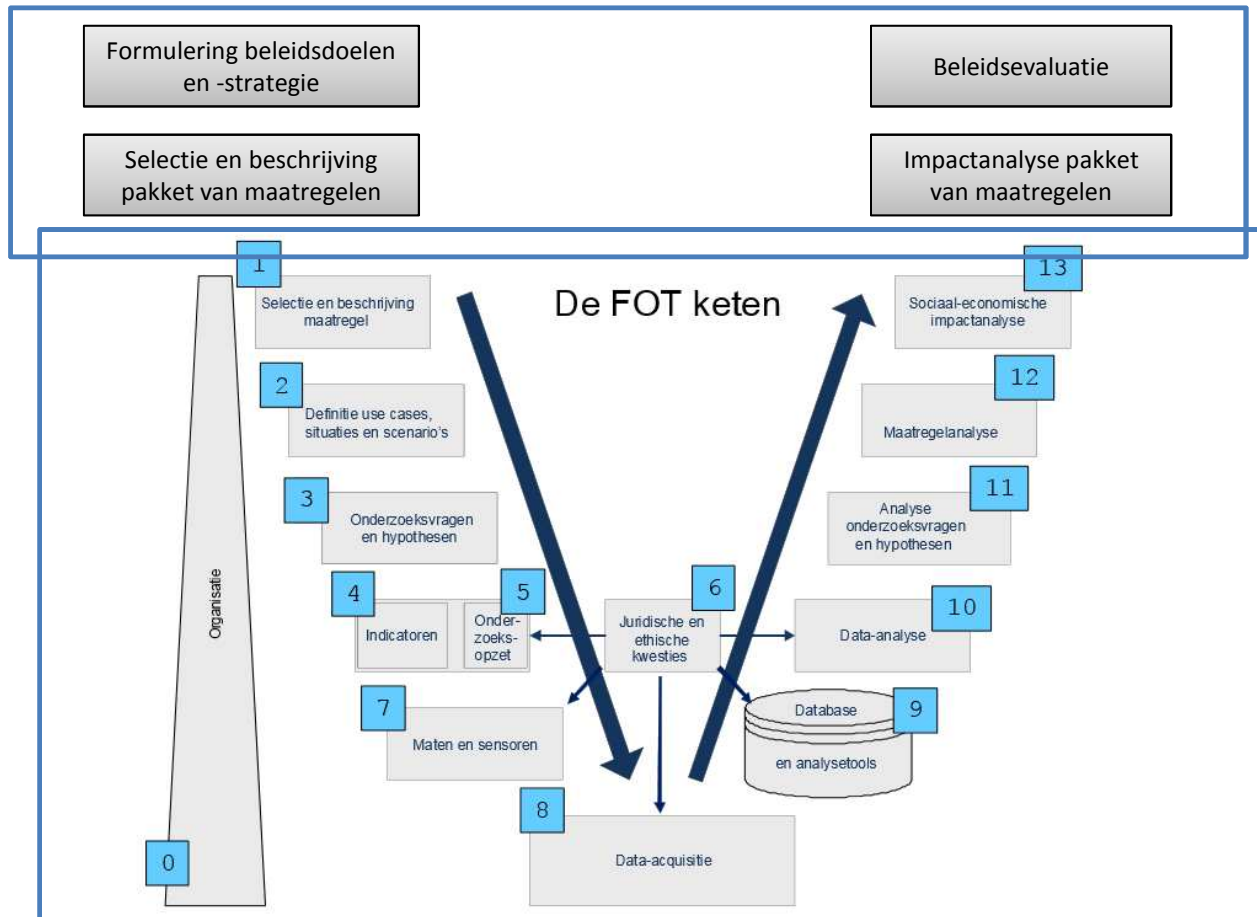 Formulering beleidsdoelen
en -strategie
Beleidsevaluatie
Selectie en beschrijving
pakket van maatregelen
Impactanalyse pakket
van maatregelen
De FOT keten
0
Organisatie
1
Selectie en beschrijving
maatregel
2
Definitie use cases,
situaties en scenario's
3
Onderzoeksvragen
en hypothesen
4
Indicatoren
5
Onder-
zoeks-
opzet
6
Juridische en
ethische
kwesties
7
Maten en sensoren
8
Data-acquisitie
9
Database
en analysetools
10
Data-analyse
11
Analyse
onderzoeksvragen
en hypothesen
12
Maatregelanalyse
13
Sociaal-economische
impactanalyse